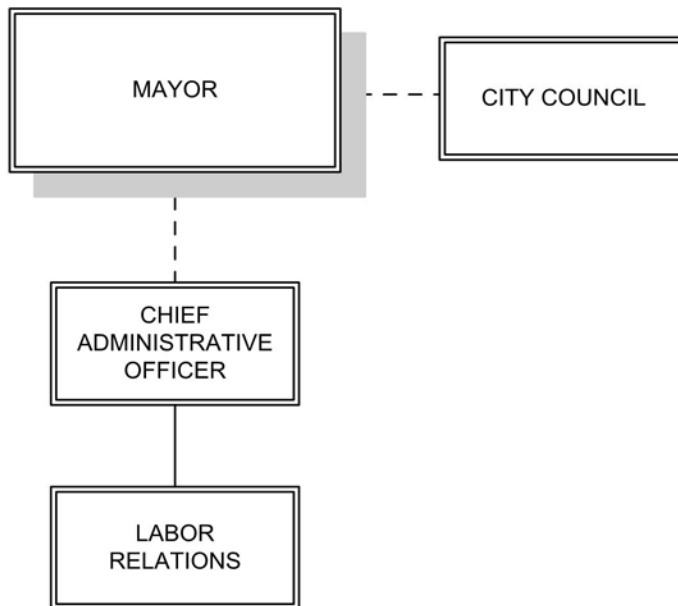 MAYOR
CITY COUNCIL
CHIEF
ADMINISTRATIVE
OFFICER
LABOR
RELATIONS